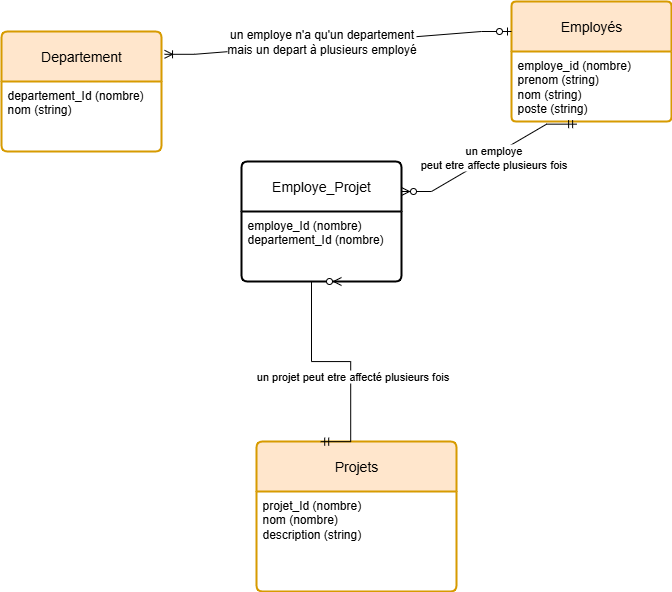 Departement
departement_Id (nombre)
nom (string)
un employe n'a qu'un departement
mais un depart à plusieurs employé
Employés
employe_id (nombre)
prenom (string)
nom (string)
poste (string)
un employe
peut etre affecte plusieurs fois
Employe_Projet
employe_Id (nombre)
departement_Id (nombre)
un projet peut etre affecté plusieurs fois
Projets
projet_Id (nombre)
nom (nombre)
description (string)